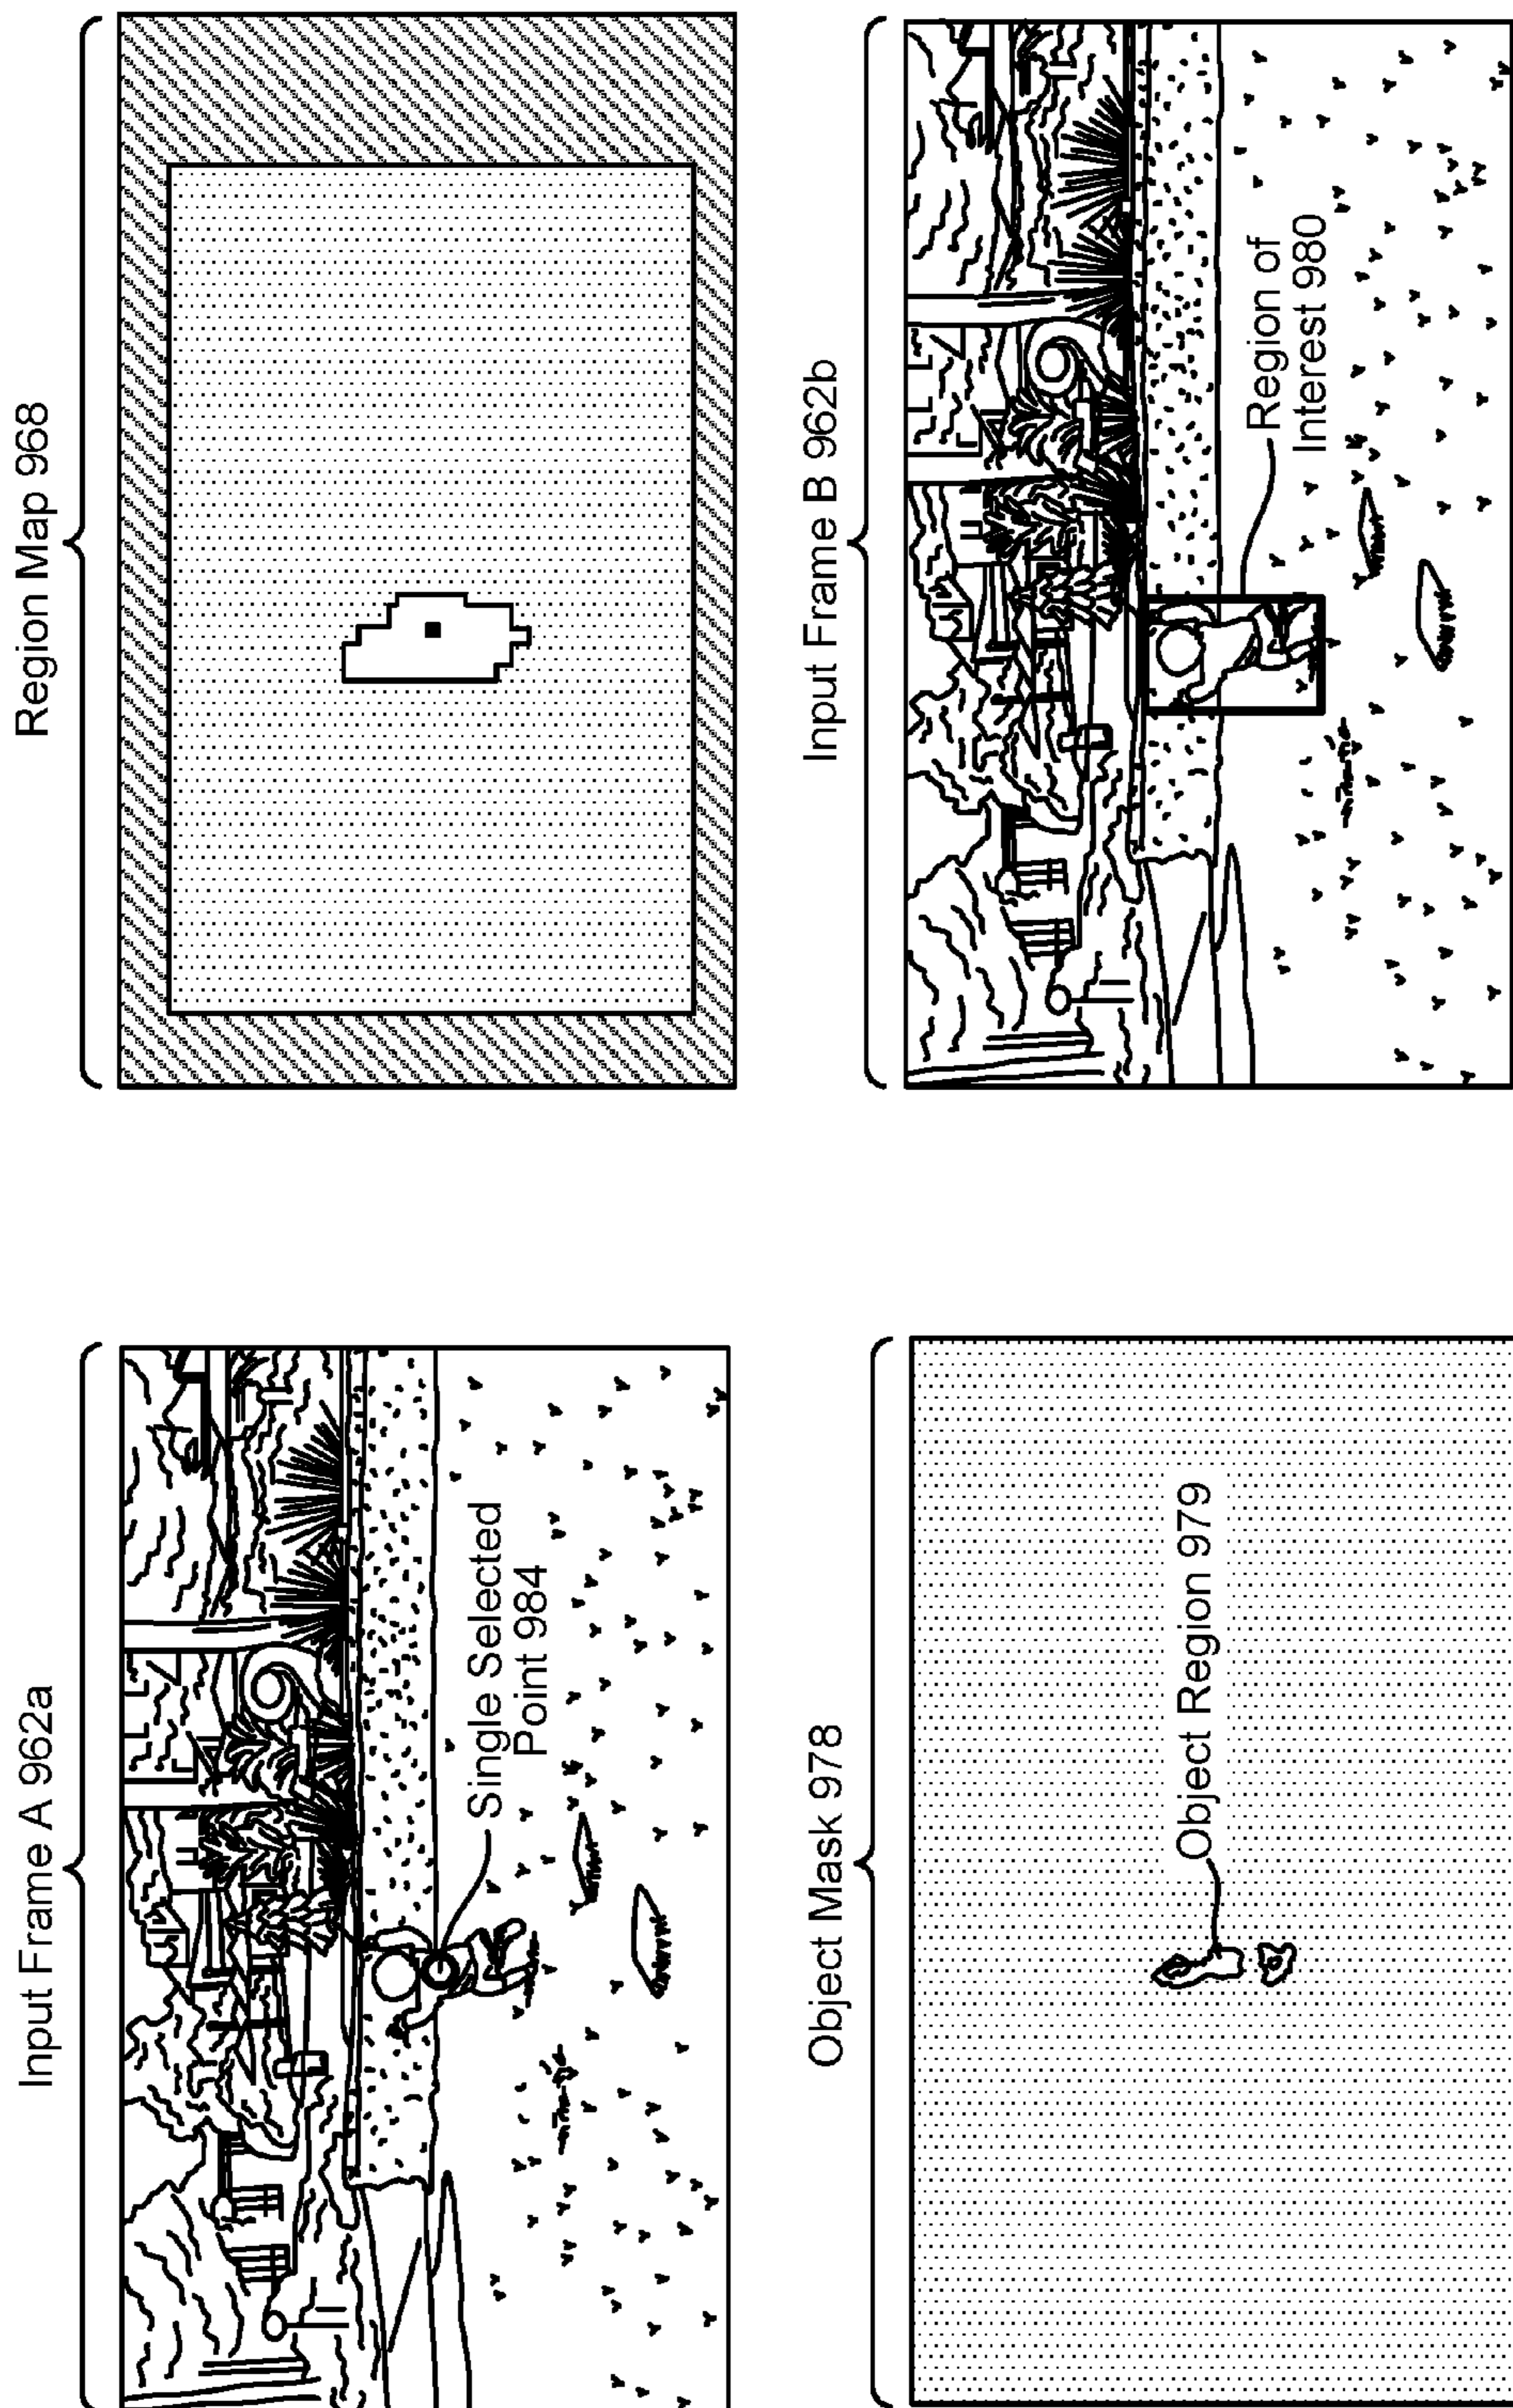 Input Frame A 962a
Single Selected
Point 984
Region Map 968
Object Mask 978
Object Region 979
Input Frame B 962b
Region of
Interest 980